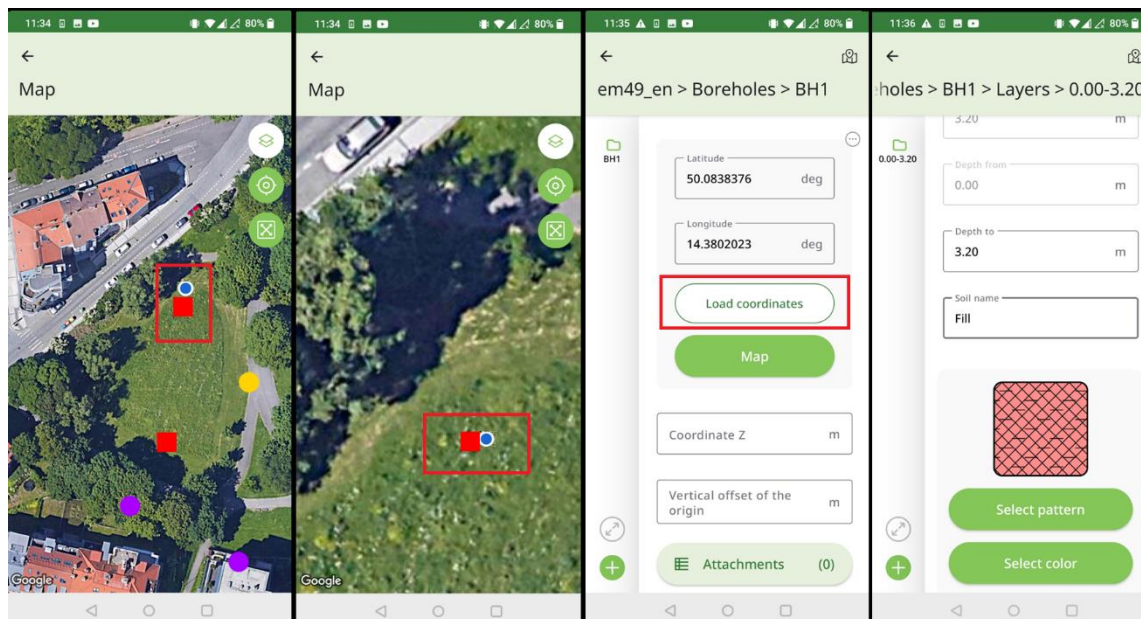 11:34
80%
Map
Google
11:34
80%
Map
Google
11:35
80%
em49_en > Boreholes > BH1
BH1
Latitude
50.0838376 deg
Longitude
14.3802023 deg
Load coordinates
Map
Coordinate Z m
Vertical offset of the
origin m
Attachments (0)
11:36
80%
holes > BH1 > Layers > 0.00-3.20
0.00-3.20
3.20 m
Depth from
0.00 m
Depth to
3.20 m
Soil name
Fill
Select pattern
Select color